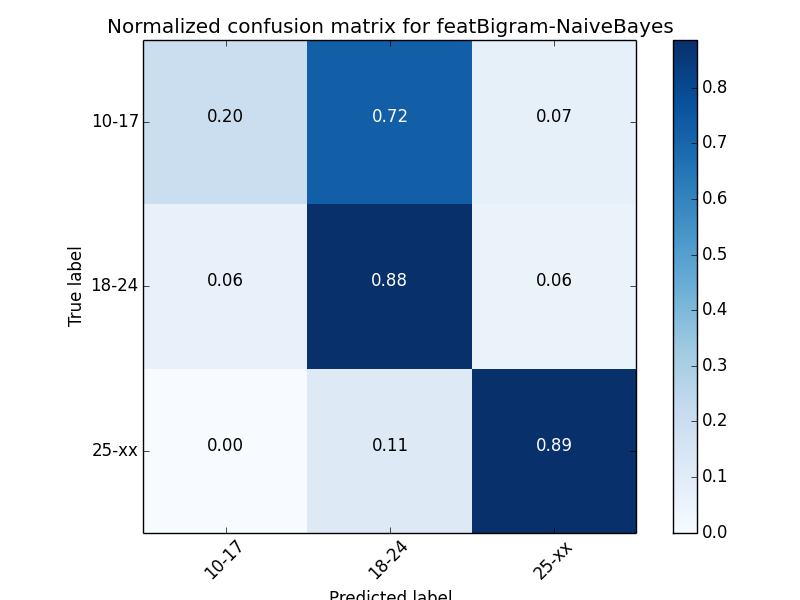 Normalized confusion matrix for featBigram-NaiveBayes
10-17 0.20 0.72 0.07
18-24 0.06 0.88 0.06
25-xx 0.00 0.11 0.89
True label
10-17 18-24 25-xx
Predicted label
0.8
0.7
0.6
0.5
0.4
0.3
0.2
0.1
0.0